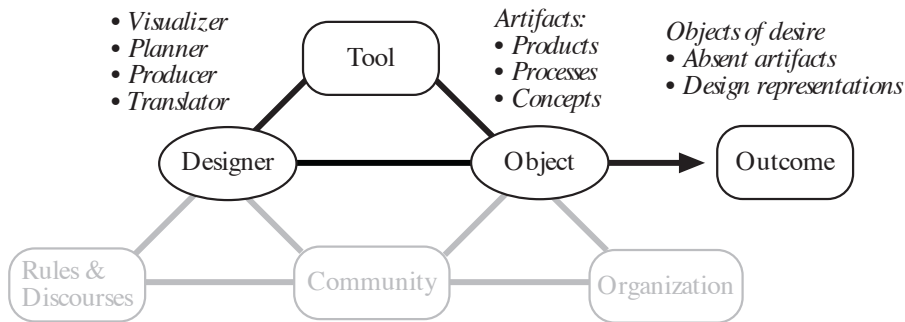 • Visualizer
• Planner
• Producer
• Translator
Tool
Artifacts:
• Products
• Processes
• Concepts
Objects of desire
• Absent artifacts
• Design representations
Designer
Object
Outcome
Rules &
Discourses
Community
Organization